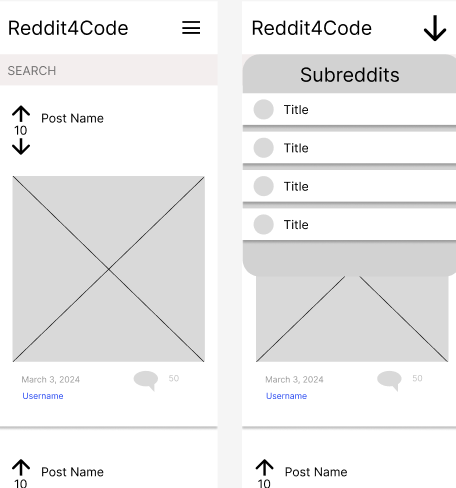 Reddit4Code
SEARCH
10
Post Name
March 3, 2024
50
Username
10
Post Name
Reddit4Code
Subreddits
Title
Title
Title
Title
March 3, 2024
50
Username
10
Post Name